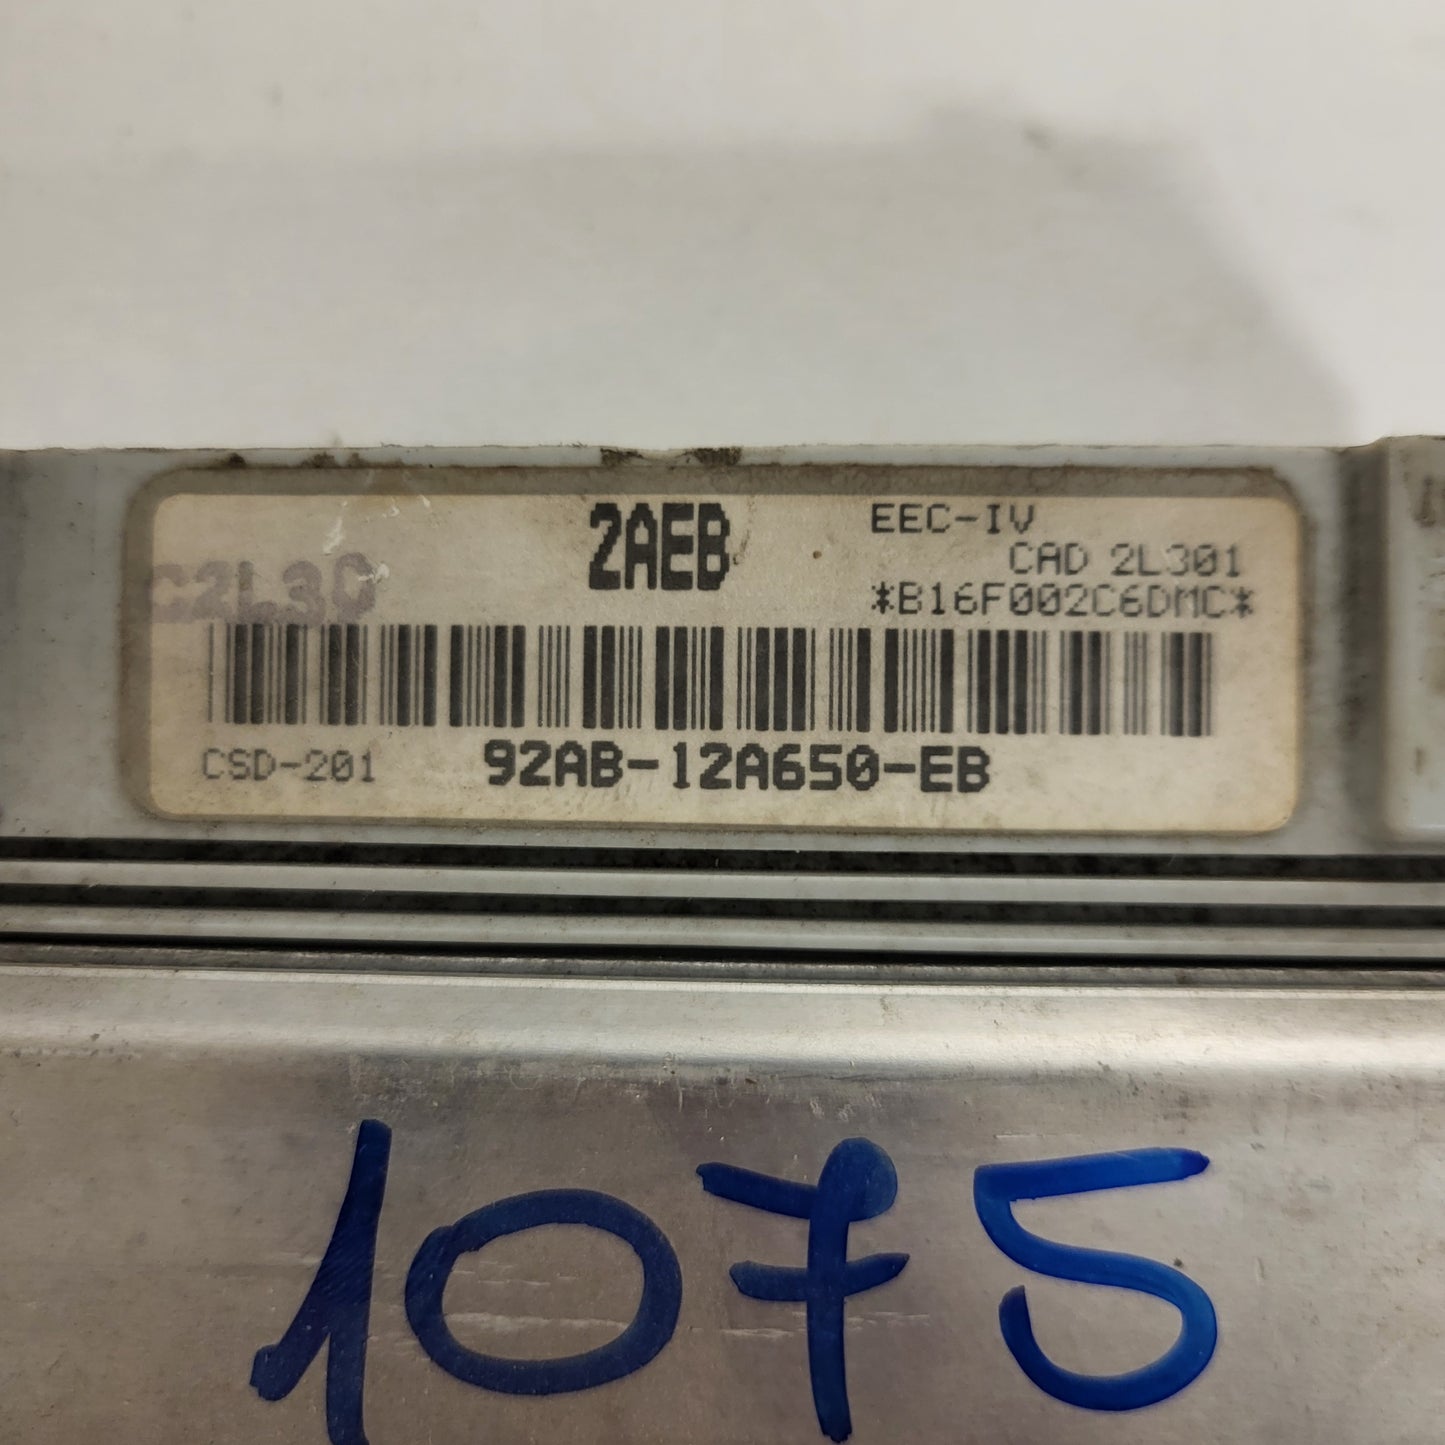 2AEB
EEC-IV
CAD 2L301
*B16F002C6DMC*
C2L30
CSD-201
92AB-12A650-EB
1075